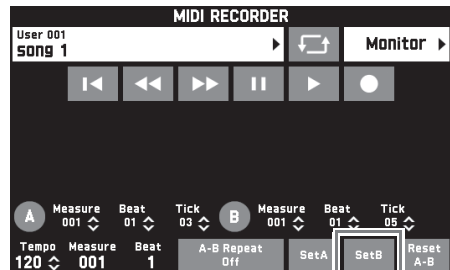 MIDI RECORDER
User 001
song 1
Monitor
A Measure Beat Tick B Measure Beat Tick
001 01 03 001 01 05
Tempo Measure Beat A-B Repeat SetA SetB Reset
120 001 1 Off A-B